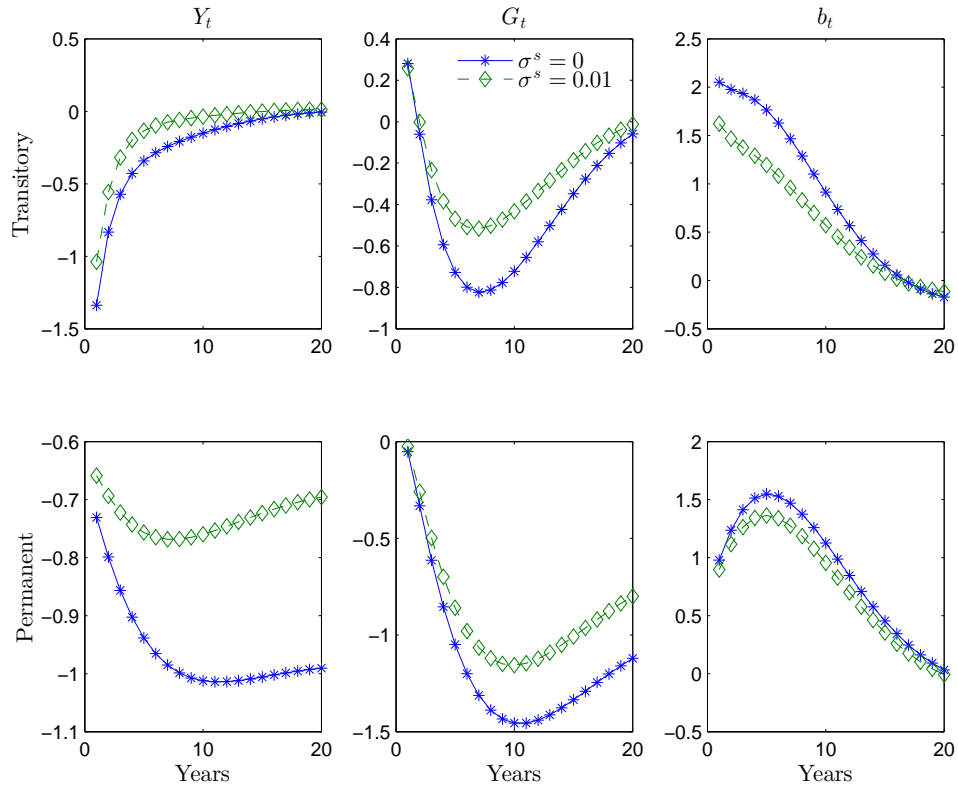 Y_t G_t b_t
0.5 0.4 2.5
σ^s = 0
0.2 2
σ^s = 0.01
0 0 1.5
−0.2 1
−0.5 −0.4 0.5
−0.6
−1 −0.8 0
−1.5 −1 −0.5
0 10 20 0 10 20 0 10 20
Transitory
−0.6 0 2
−0.7 1.5
−0.8 −0.5 1
−0.9 0.5
−1 −1 0
−1.1 −1.5 −0.5
0 10 20 0 10 20 0 10 20
Permanent
Years Years Years